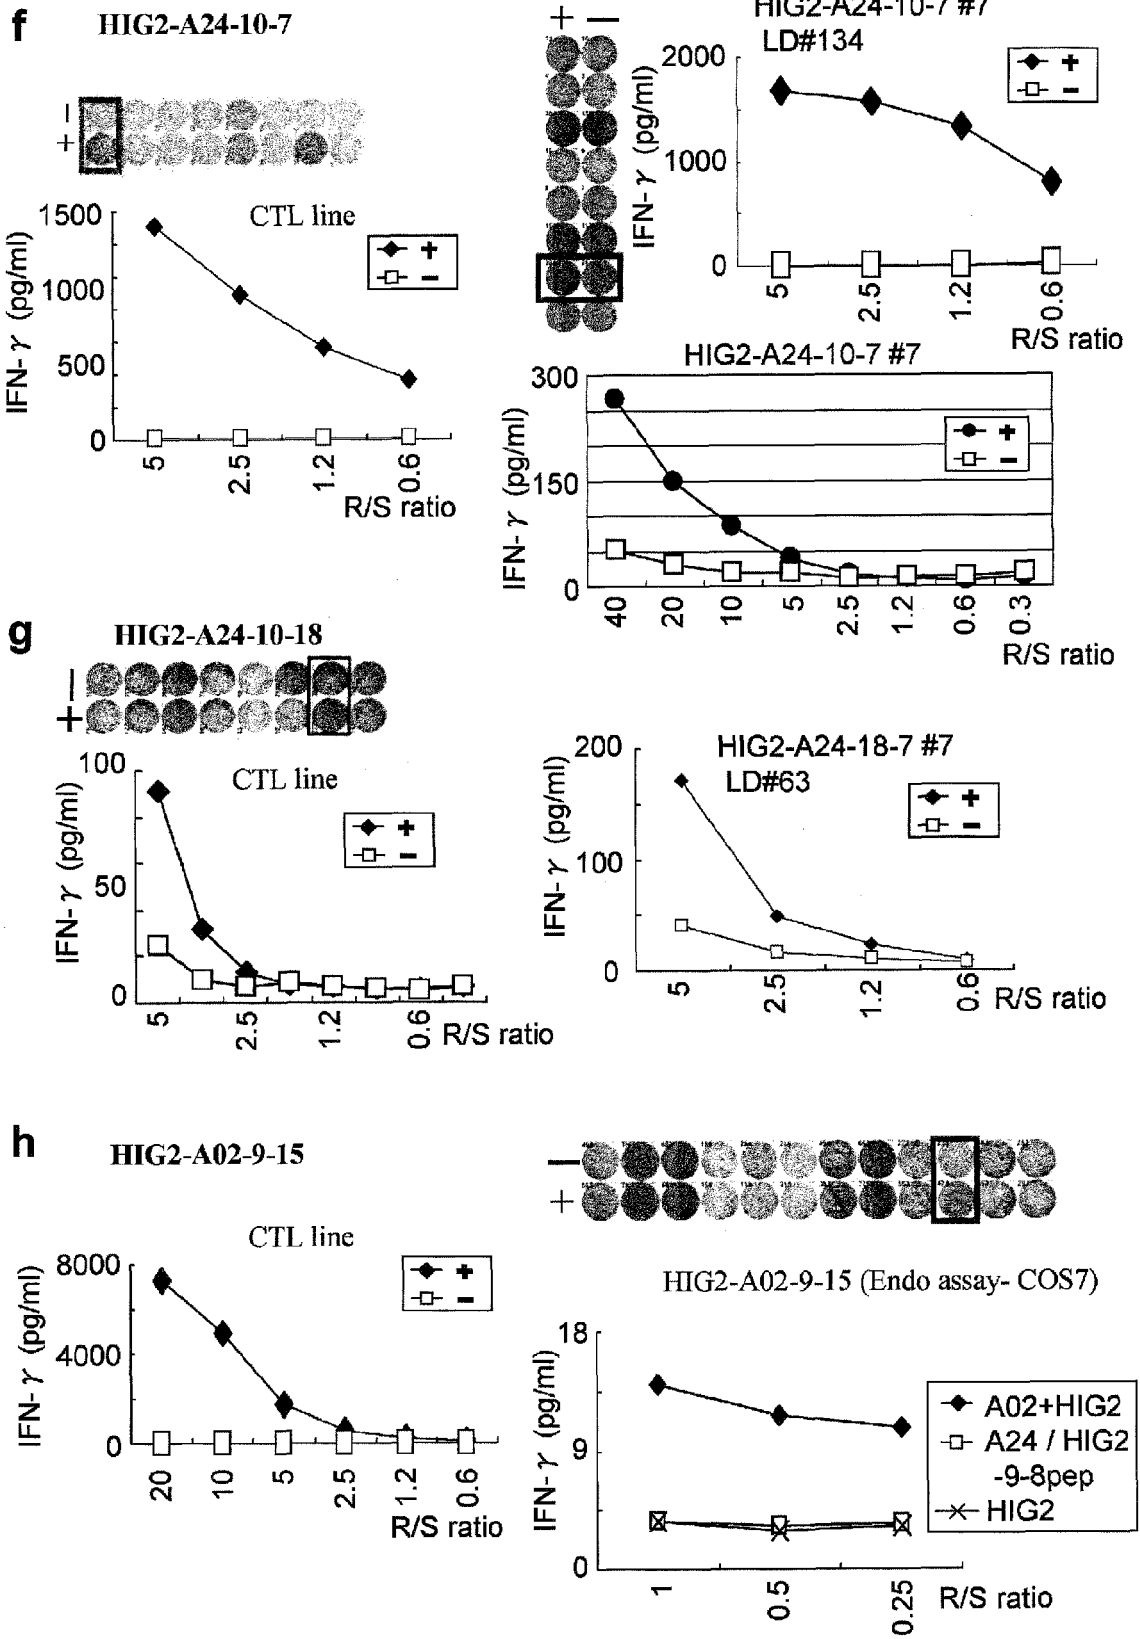 f
HIG2-A24-10-7
−
+
CTL line
IFN-γ (pg/ml)
1500
1000
500
0
+
−
5
2.5
1.2
0.6
R/S ratio
+ −
HIG2-A24-10-7 #7
LD#134
IFN-γ (pg/ml)
2000
1000
0
+
−
5
2.5
1.2
0.6
R/S ratio
HIG2-A24-10-7 #7
IFN-γ (pg/ml)
300
150
0
+
−
40
20
10
5
2.5
1.2
0.6
0.3
R/S ratio
g
HIG2-A24-10-18
−
+
CTL line
IFN-γ (pg/ml)
100
50
0
+
−
5
2.5
1.2
0.6
R/S ratio
HIG2-A24-18-7 #7
LD#63
IFN-γ (pg/ml)
200
100
0
+
−
5
2.5
1.2
0.6
R/S ratio
h
HIG2-A02-9-15
CTL line
IFN-γ (pg/ml)
8000
4000
0
+
−
20
10
5
2.5
1.2
0.6
R/S ratio
−
+
HIG2-A02-9-15 (Endo assay- COS7)
IFN-γ (pg/ml)
18
9
0
A02+HIG2
A24 / HIG2
-9-8pep
HIG2
1
0.5
0.25
R/S ratio